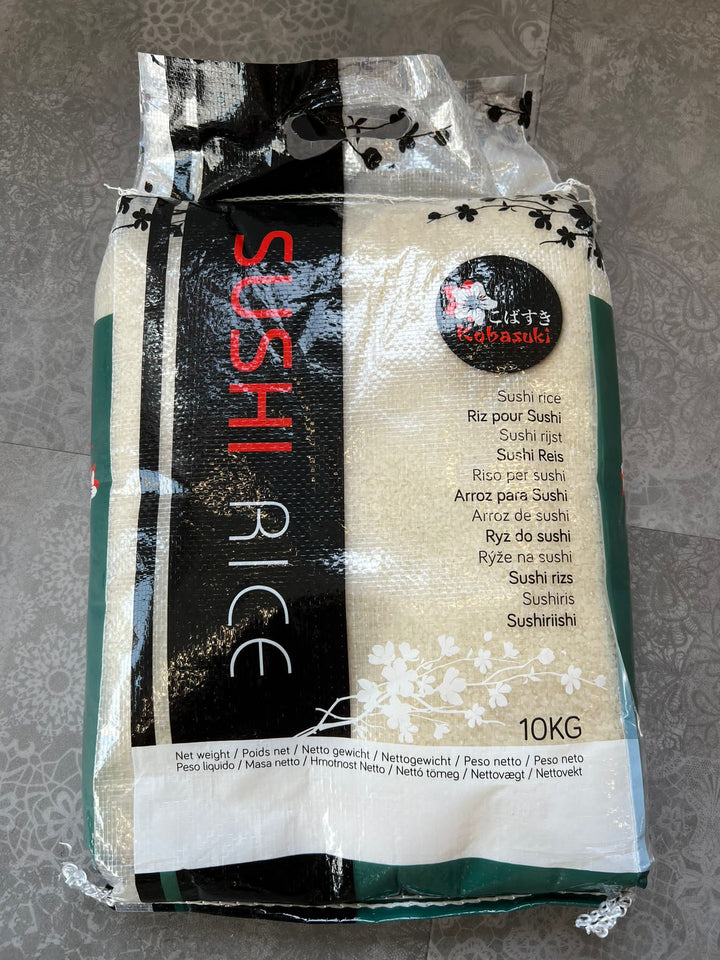 SUSHI RICE
こばすき
Kobasuki
Sushi rice
Riz pour Sushi
Sushi rijst
Sushi Reis
Riso per sushi
Arroz para Sushi
Arroz de sushi
Ryż do sushi
Rýže na sushi
Sushi rizs
Sushiris
Sushiriishi
10KG
Net weight / Poids net / Netto gewicht / Nettogewicht / Peso netto / Peso neto
Peso liquido / Masa netto / Hmotnost Netto / Nettó tömeg / Nettovægt / Nettovekt